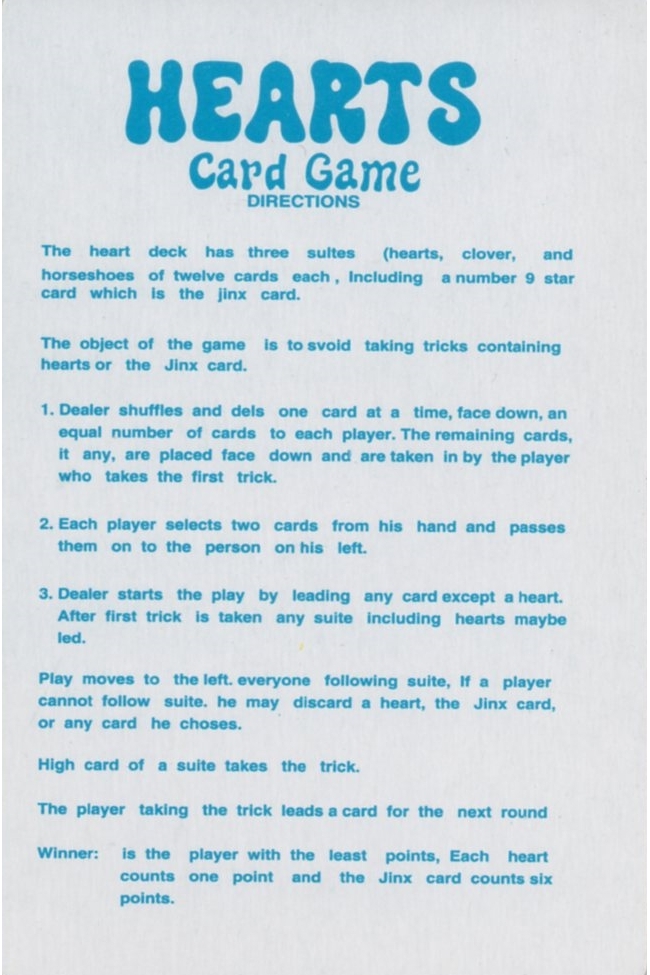 HEARTS
Card Game
DIRECTIONS
The heart deck has three suites (hearts, clover, and
horseshoes of twelve cards each , Including a number 9 star
card which is the jinx card.
The object of the game is to svoid taking tricks containing
hearts or the Jinx card.
1. Dealer shuffles and dels one card at a time, face down, an
equal number of cards to each player. The remaining cards,
it any, are placed face down and are taken in by the player
who takes the first trick.
2. Each player selects two cards from his hand and passes
them on to the person on his left.
3. Dealer starts the play by leading any card except a heart.
After first trick is taken any suite including hearts maybe
led.
Play moves to the left. everyone following suite, If a player
cannot follow suite. he may discard a heart, the Jinx card,
or any card he choses.
High card of a suite takes the trick.
The player taking the trick leads a card for the next round
Winner: is the player with the least points, Each heart
counts one point and the Jinx card counts six
points.